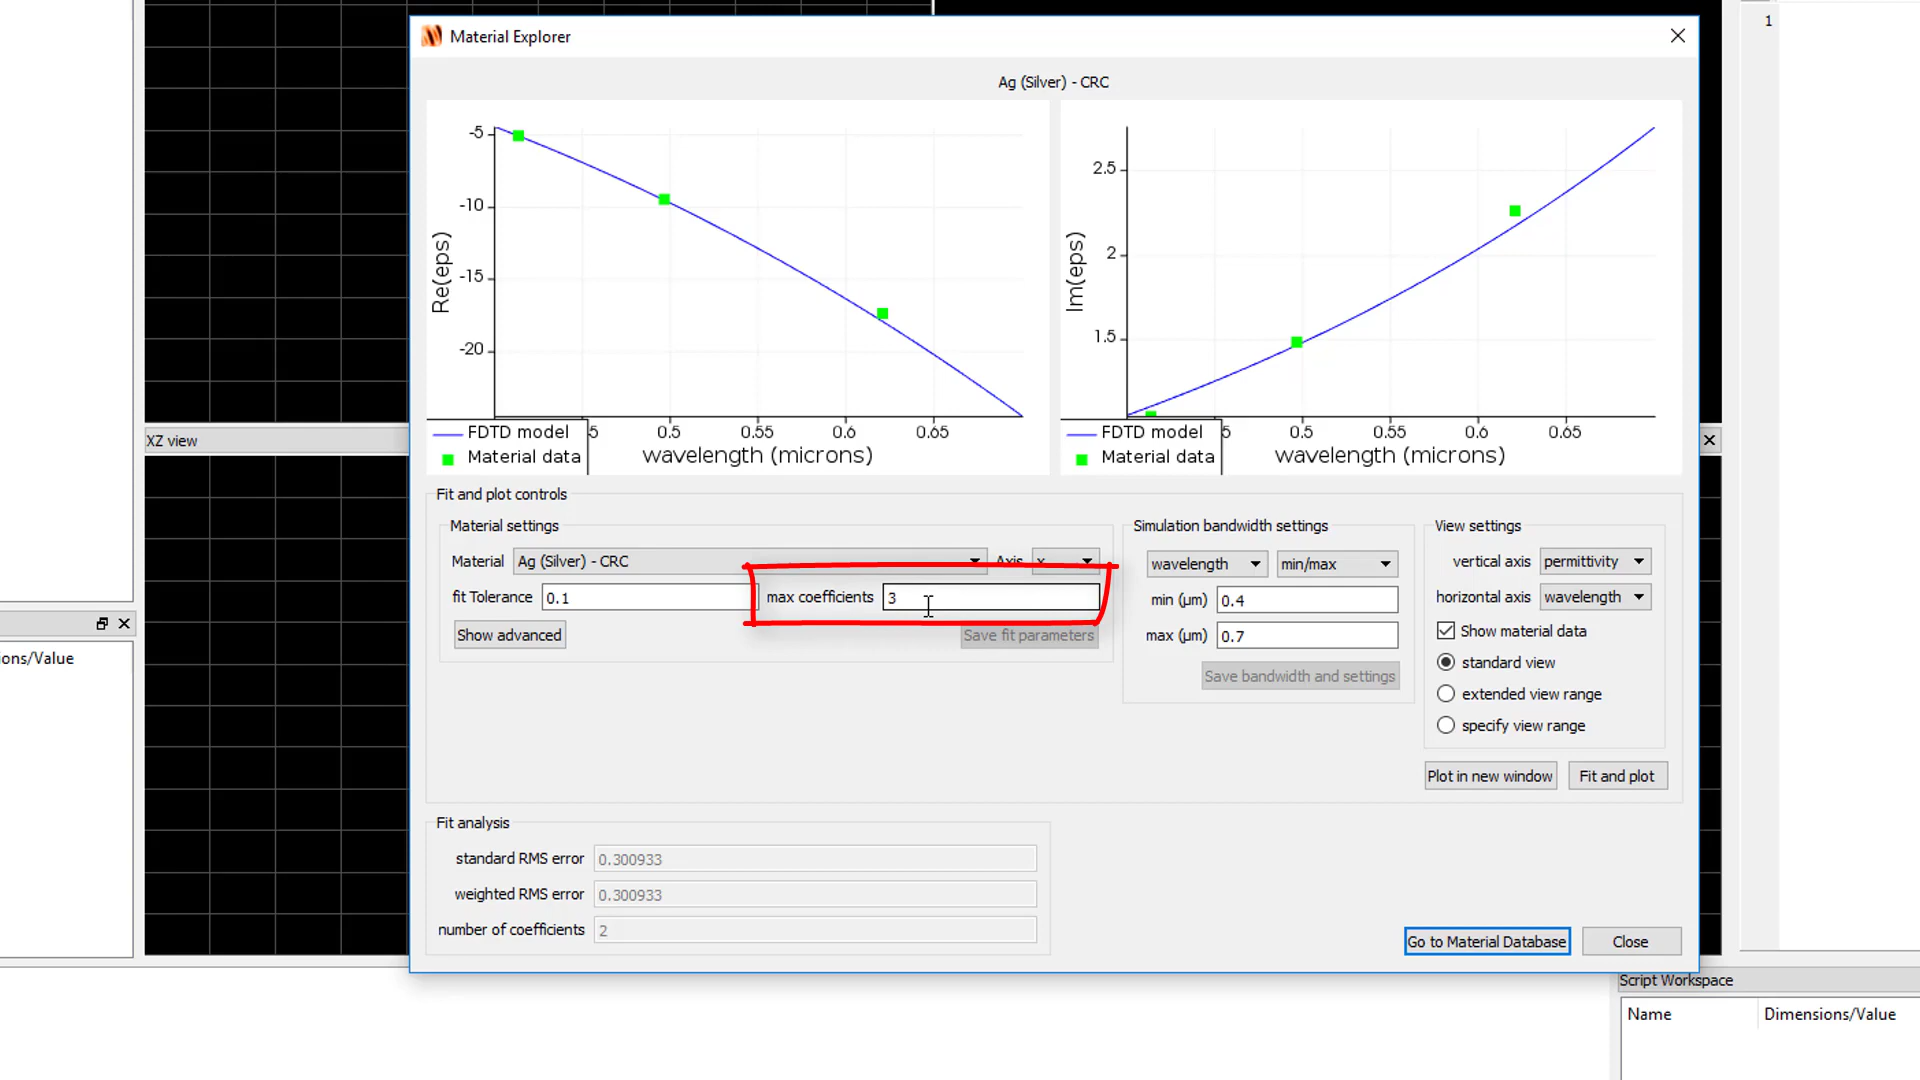 1
Material Explorer
Ag (Silver) - CRC
-5
-10
-15
-20
Re(eps)
5 0.5 0.55 0.6 0.65
wavelength (microns)
FDTD model
Material data
2.5
2
1.5
Im(eps)
5 0.5 0.55 0.6 0.65
wavelength (microns)
FDTD model
Material data
XZ view
Fit and plot controls
Material settings
Material Ag (Silver) - CRC Axis x
fit Tolerance 0.1 max coefficients 3
Show advanced Save fit parameters
Simulation bandwidth settings
wavelength min/max
min (µm) 0.4
max (µm) 0.7
Save bandwidth and settings
View settings
vertical axis permittivity
horizontal axis wavelength
Show material data
standard view
extended view range
specify view range
Plot in new window Fit and plot
Fit analysis
standard RMS error 0.300933
weighted RMS error 0.300933
number of coefficients 2
Go to Material Database Close
ons/Value
Script Workspace
Name Dimensions/Value